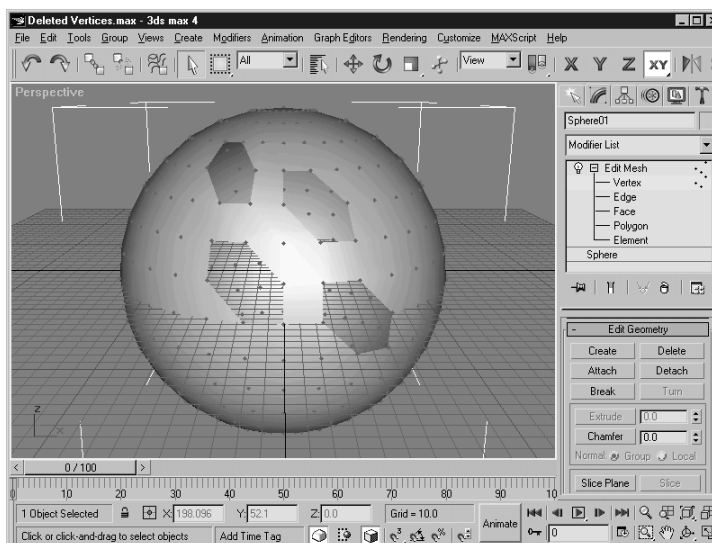 Deleted Vertices.max - 3ds max 4
File Edit Tools Group Views Create Modifiers Animation Graph Editors Rendering Customize MAXScript Help
All View X Y Z XY
Perspective
Sphere01
Modifier List
Edit Mesh
Vertex
Edge
Face
Polygon
Element
Sphere
- Edit Geometry
Create Delete
Attach Detach
Break Turn
Extrude 0.0
Chamfer 0.0
Normal: Group Local
Slice Plane Slice
z
x
< 0 / 100 >
0 10 20 30 40 50 60 70 80 90 10
1 Object Selected X: 198.096 Y: 52.1 Z: 0.0 Grid = 10.0
Animate
0
Click or click-and-drag to select objects Add Time Tag